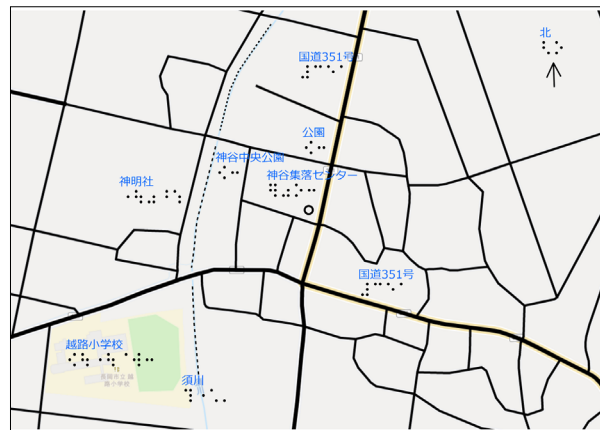 北
国道351号
公園
神谷中央公園
神谷集落センター
神明社
国道351号
越路小学校
須川